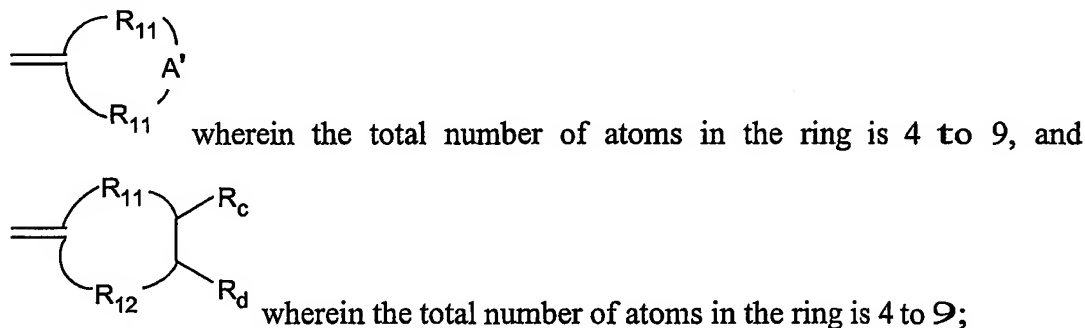 R11
A'
R11
wherein the total number of atoms in the ring is 4 to 9, and
R11
Rc
R12
Rd
wherein the total number of atoms in the ring is 4 to 9;